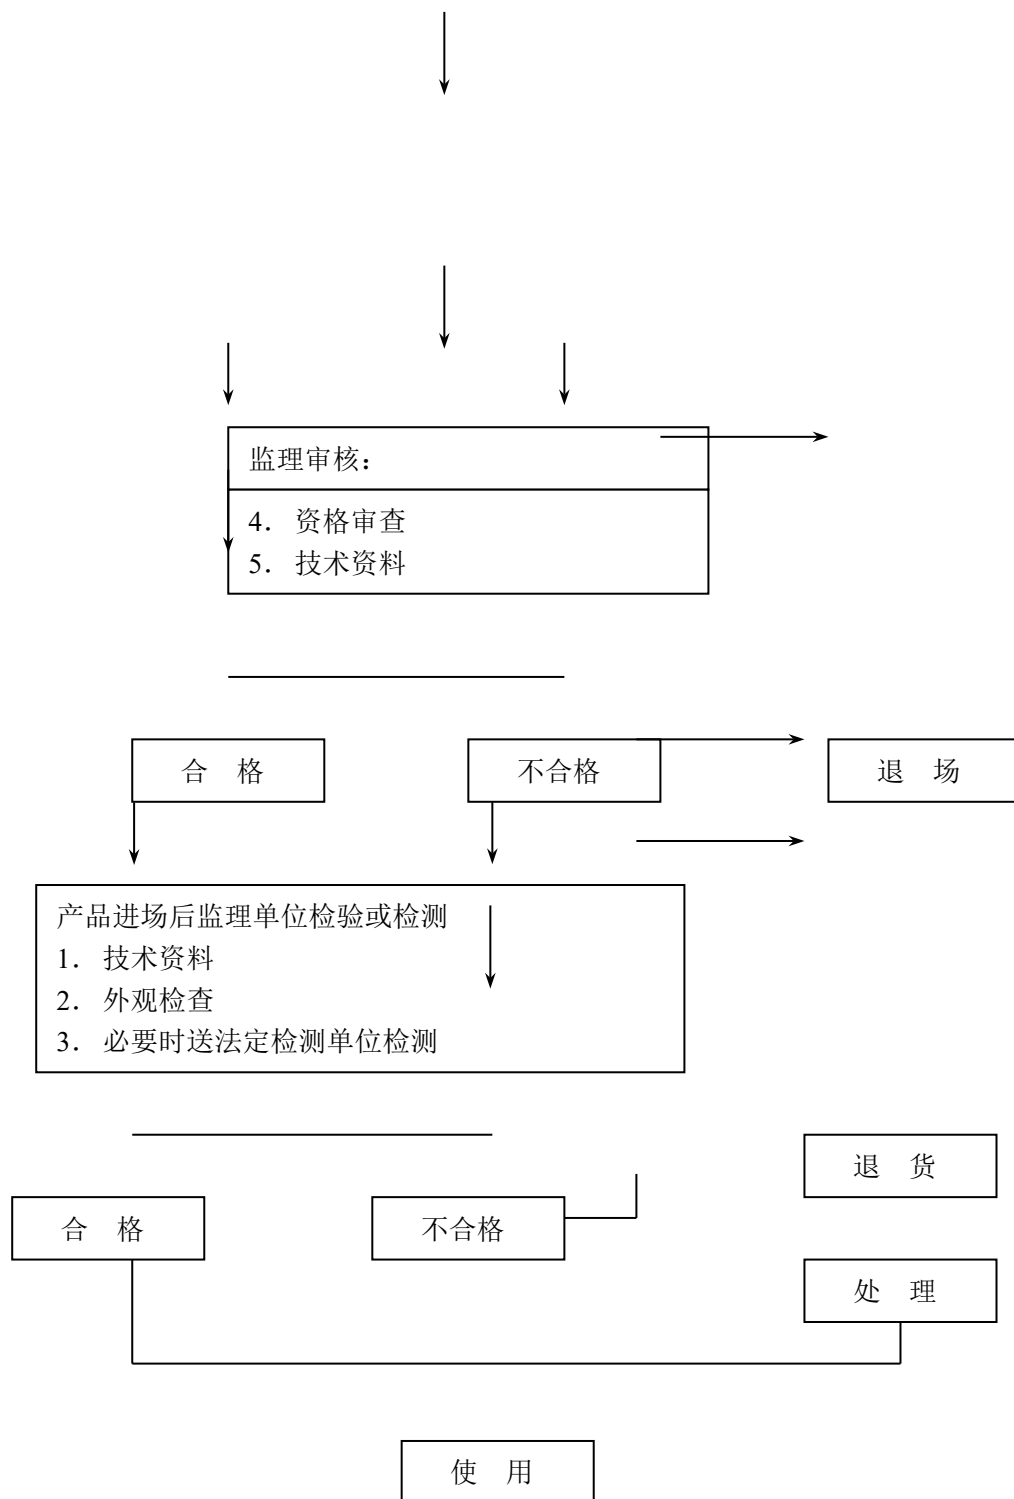 监理审核：
4． 资格审查
5． 技术资料
合 格
不合格
退 场
产品进场后监理单位检验或检测
1． 技术资料
2． 外观检查
3． 必要时送法定检测单位检测
退 货
合 格
不合格
处 理
使 用